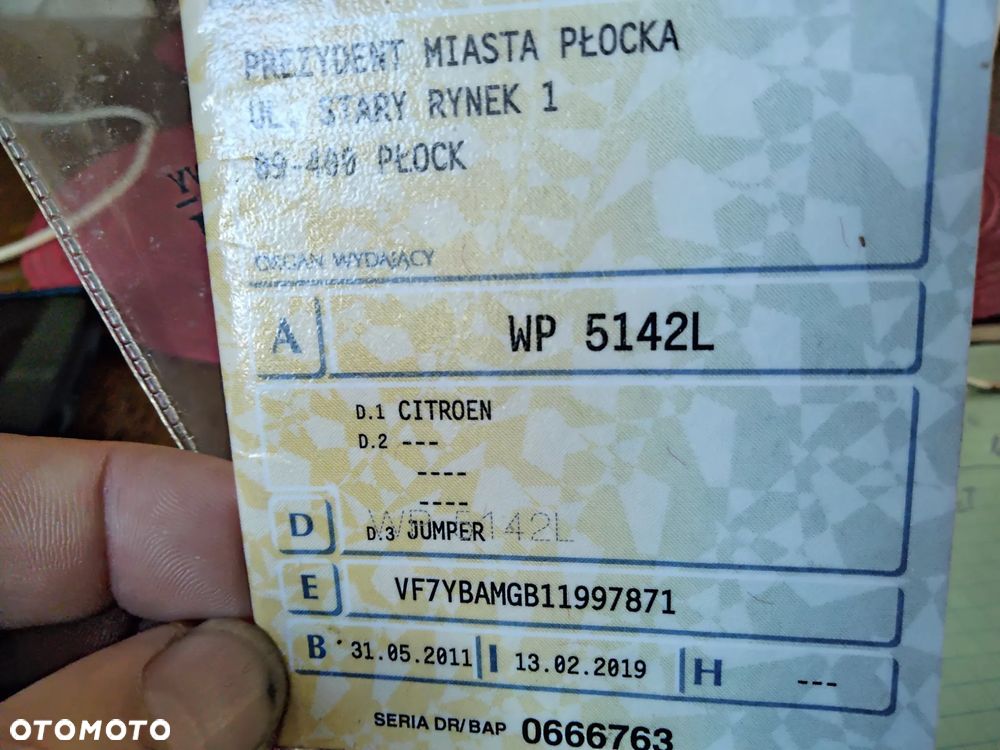 PREZYDENT MIASTA PŁOCKA
UL. STARY RYNEK 1
09-400 PŁOCK
ORGAN WYDAJĄCY
A WP 5142L
D.1 CITROEN
D.2 ---
----
----
D D.3 JUMPER
WP 5142L
E VF7YBAMGB11997871
B 31.05.2011 I 13.02.2019 H ---
SERIA DR/BAP 0666763
OTOMOTO